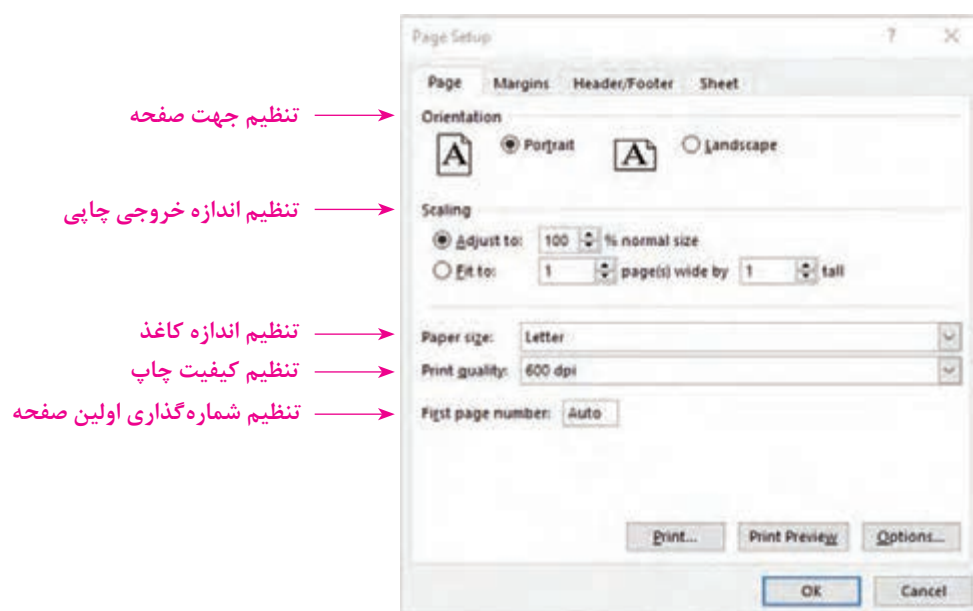 Page Setup
Page Margins Header/Footer Sheet
تنظیم جهت صفحه
Orientation
A Portrait A Landscape
تنظیم اندازه خروجی چاپی
Scaling
Adjust to: 100 % normal size
Fit to: 1 page(s) wide by 1 tall
تنظیم اندازه کاغذ
Paper size: Letter
تنظیم کیفیت چاپ
Print quality: 600 dpi
تنظیم شماره‌گذاری اولین صفحه
First page number: Auto
Print... Print Preview Options...
OK Cancel